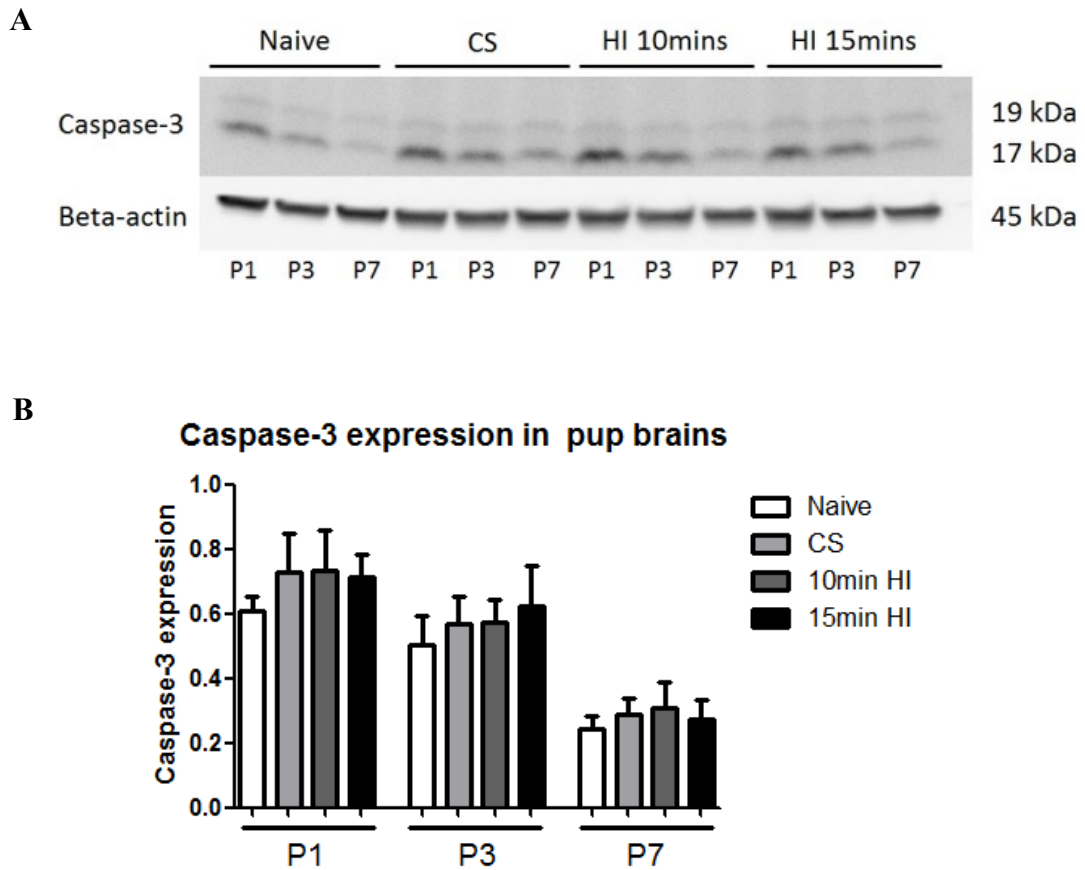 A
Naive CS HI 10mins HI 15mins
Caspase-3
19 kDa
17 kDa
Beta-actin
45 kDa
P1 P3 P7 P1 P3 P7 P1 P3 P7 P1 P3 P7
B
Caspase-3 expression in pup brains
Caspase-3 expression
1.0
0.8
0.6
0.4
0.2
0.0
Naive
CS
10min HI
15min HI
P1 P3 P7